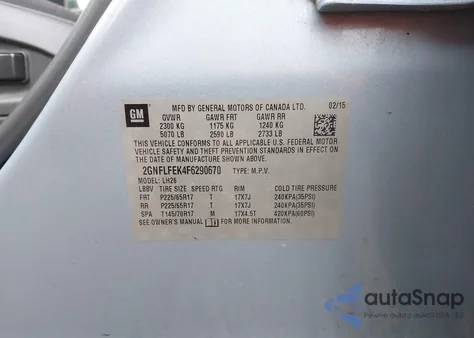 GM
MFD BY GENERAL MOTORS OF CANADA LTD. 02/15
GVWR GAWR FRT GAWR RR
2300 KG 1175 KG 1240 KG
5070 LB 2590 LB 2733 LB
THIS VEHICLE CONFORMS TO ALL APPLICABLE U.S. FEDERAL
MOTOR VEHICLE SAFETY STANDARDS IN EFFECT ON THE
DATE OF MANUFACTURE SHOWN ABOVE.
2GNFLFEK4F6290670 TYPE: M.P.V.
MODEL: LH26
TIRE SIZE SPEED RTG RIM COLD TIRE PRESSURE
FRT P225/65R17 T 17X7J 240KPA(35PSI)
RR P225/65R17 T 17X7J 240KPA(35PSI)
SPA T145/70R17 M 17X4.5T 420KPA(60PSI)
SEE OWNER'S MANUAL FOR MORE INFORMATION.
autoSnap